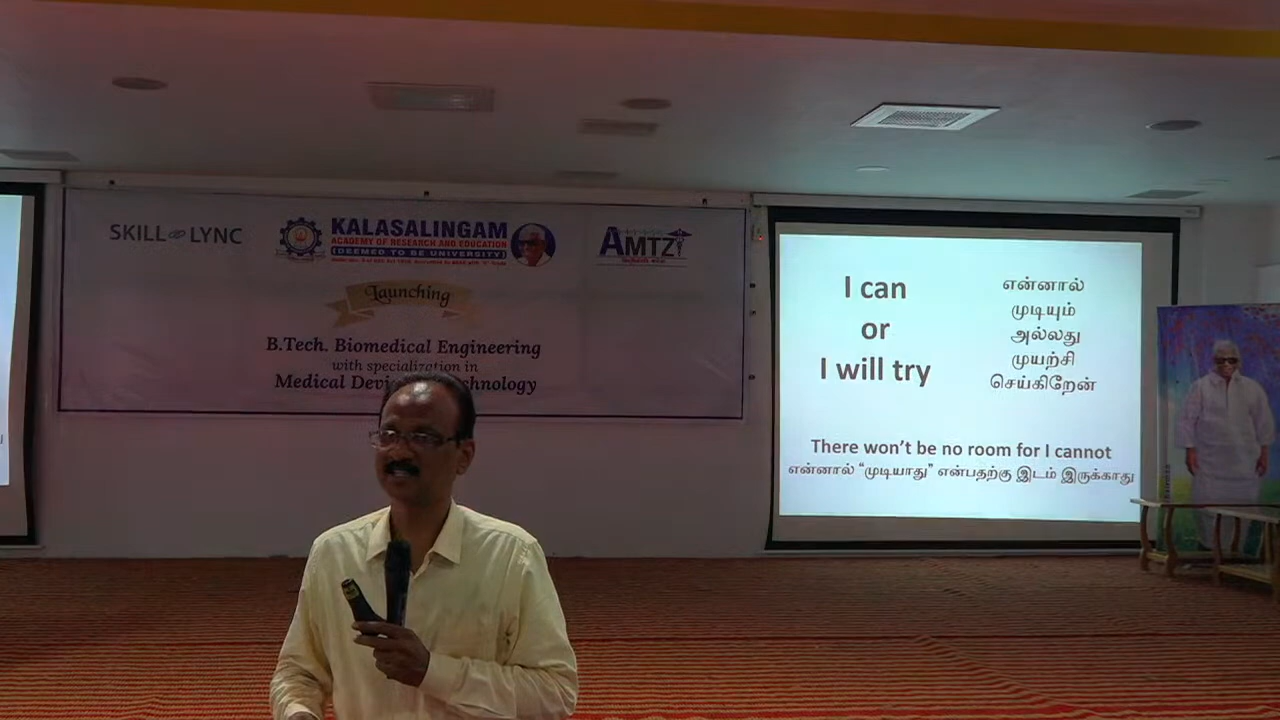 SKILL LYNC
KALASALINGAM
ACADEMY OF RESEARCH AND EDUCATION
(DEEMED TO BE UNIVERSITY)
AMTZ
Launching
B.Tech. Biomedical Engineering
with specialization in
Medical
I can
or
I will try
என்னால்
முடியும்
அல்லது
முயற்சி
செய்கிறேன்
There won't be no room for I cannot
என்னால் “முடியாது” என்பதற்கு இடம் இருக்காது